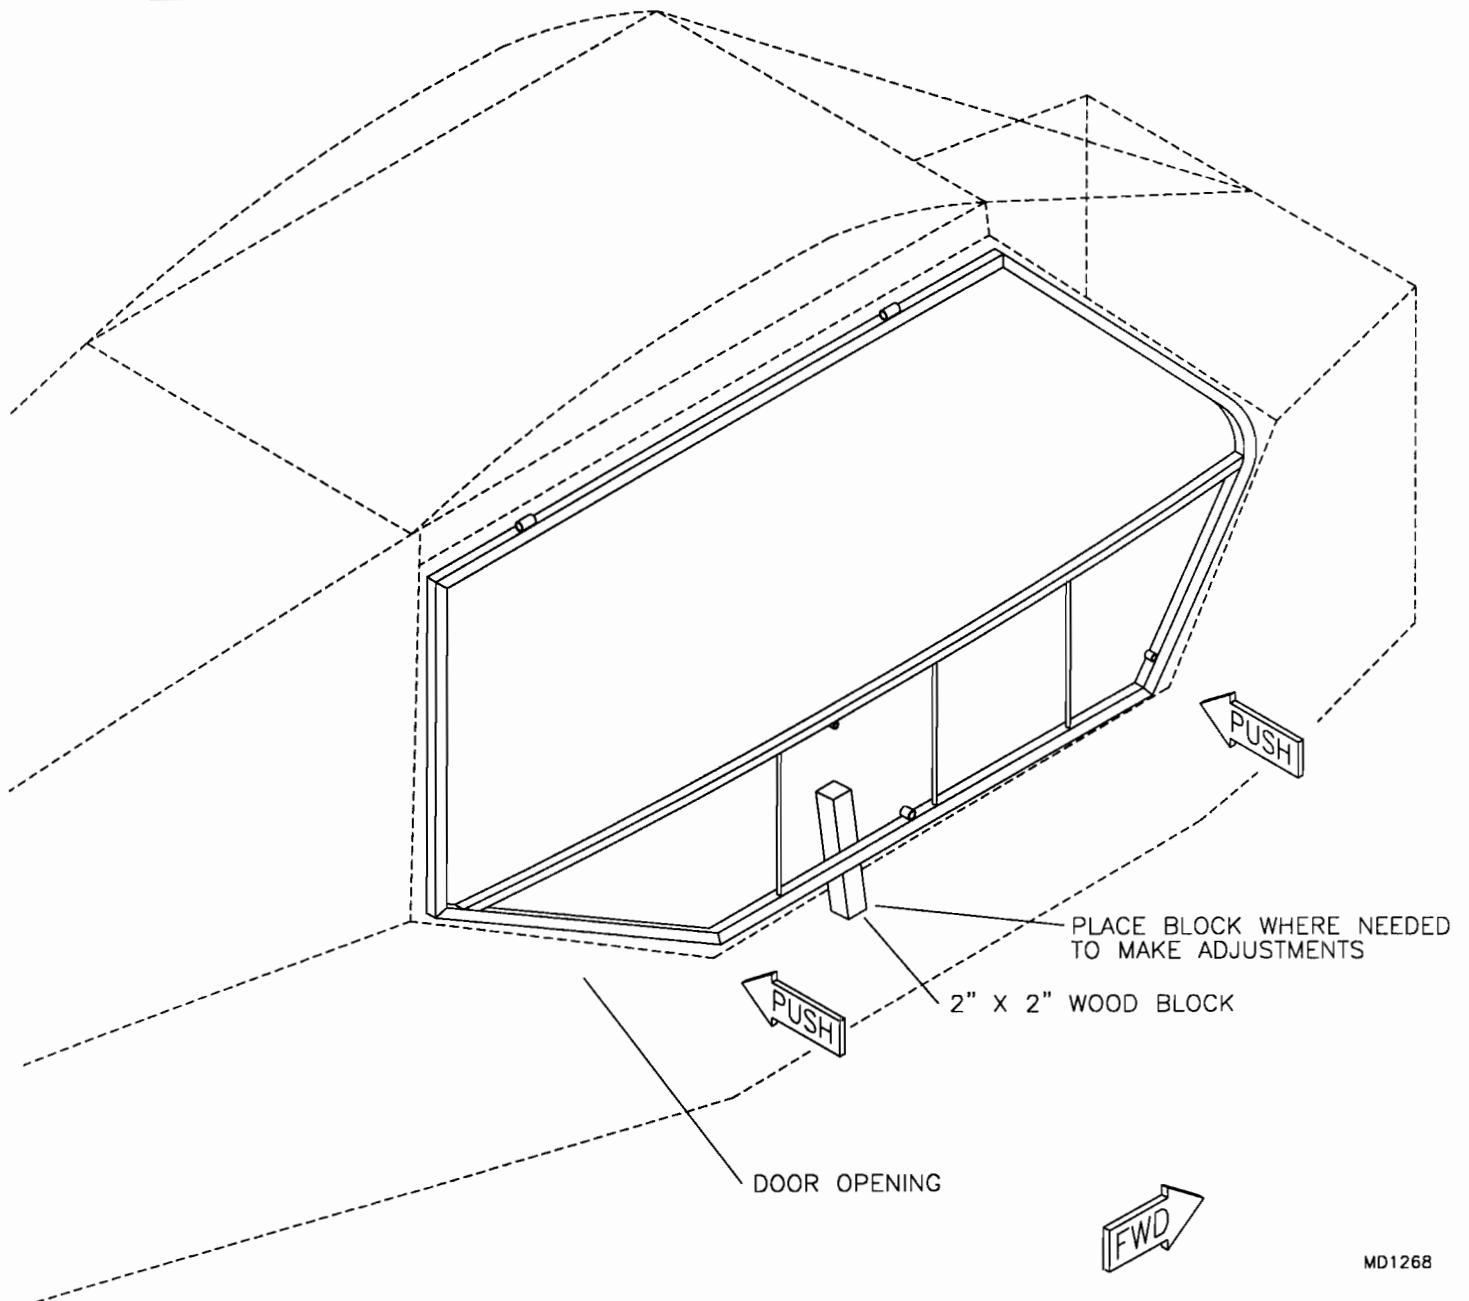 PUSH
PLACE BLOCK WHERE NEEDED
TO MAKE ADJUSTMENTS
2" X 2" WOOD BLOCK
PUSH
DOOR OPENING
FWD
MD1268